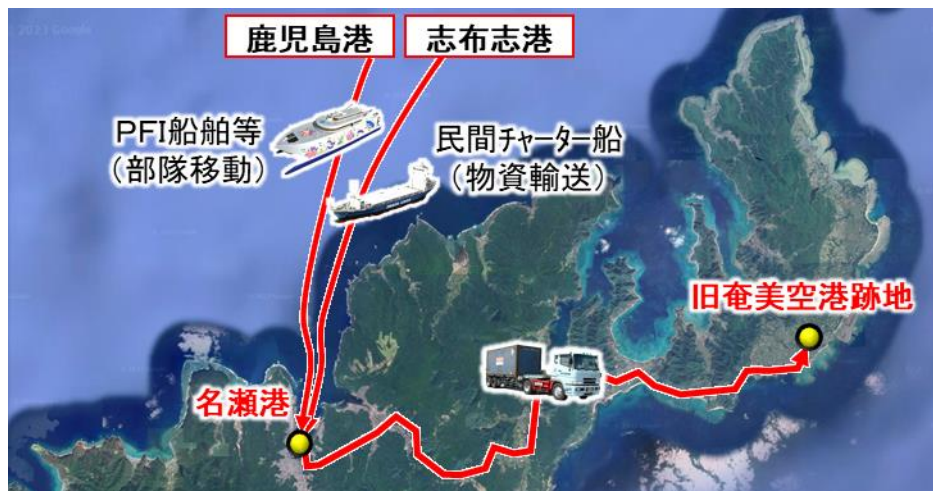 鹿児島港
志布志港
PFI船舶等
(部隊移動)
民間チャーター船
(物資輸送)
旧奄美空港跡地
名瀬港